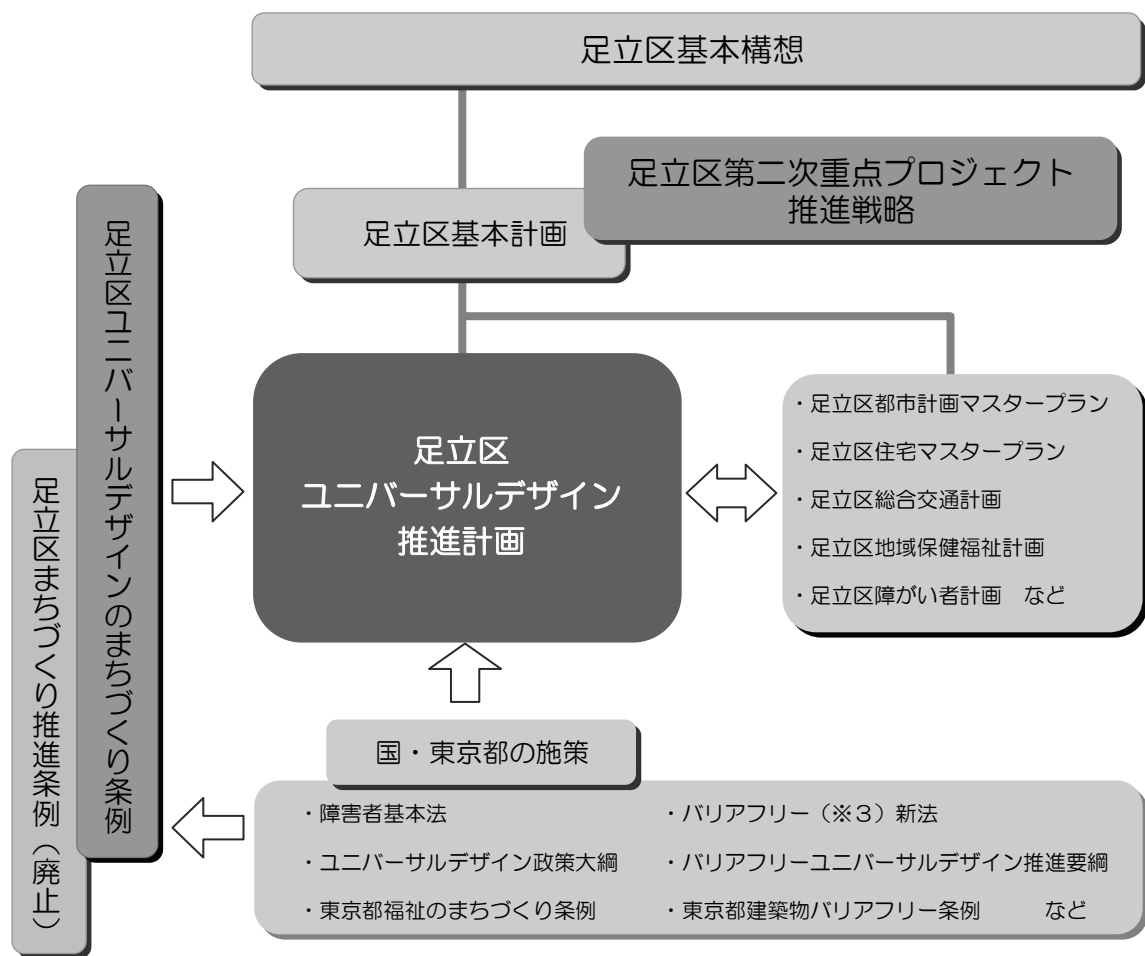 足立区基本構想
足立区第二次重点プロジェクト
推進戦略
足立区基本計画
足立区ユニバーサルデザインのまちづくり条例
足立区まちづくり推進条例（廃止）
足立区
ユニバーサルデザイン
推進計画
・足立区都市計画マスタープラン
・足立区住宅マスタープラン
・足立区総合交通計画
・足立区地域保健福祉計画
・足立区障がい者計画　など
国・東京都の施策
・障害者基本法
・バリアフリー（※３）新法
・ユニバーサルデザイン政策大綱
・バリアフリーユニバーサルデザイン推進要綱
・東京都福祉のまちづくり条例
・東京都建築物バリアフリー条例　　など